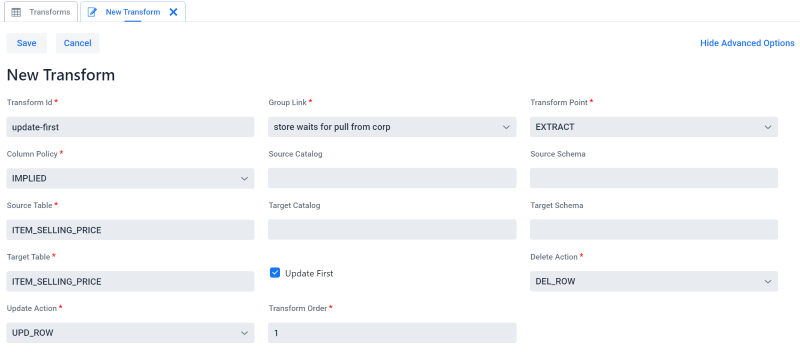 Transforms New Transform
Save Cancel Hide Advanced Options
New Transform
Transform Id * Group Link * Transform Point *
update-first store waits for pull from corp EXTRACT
Column Policy * Source Catalog Source Schema
IMPLIED
Source Table * Target Catalog Target Schema
ITEM_SELLING_PRICE
Target Table * Delete Action *
ITEM_SELLING_PRICE Update First DEL_ROW
Update Action * Transform Order *
UPD_ROW 1